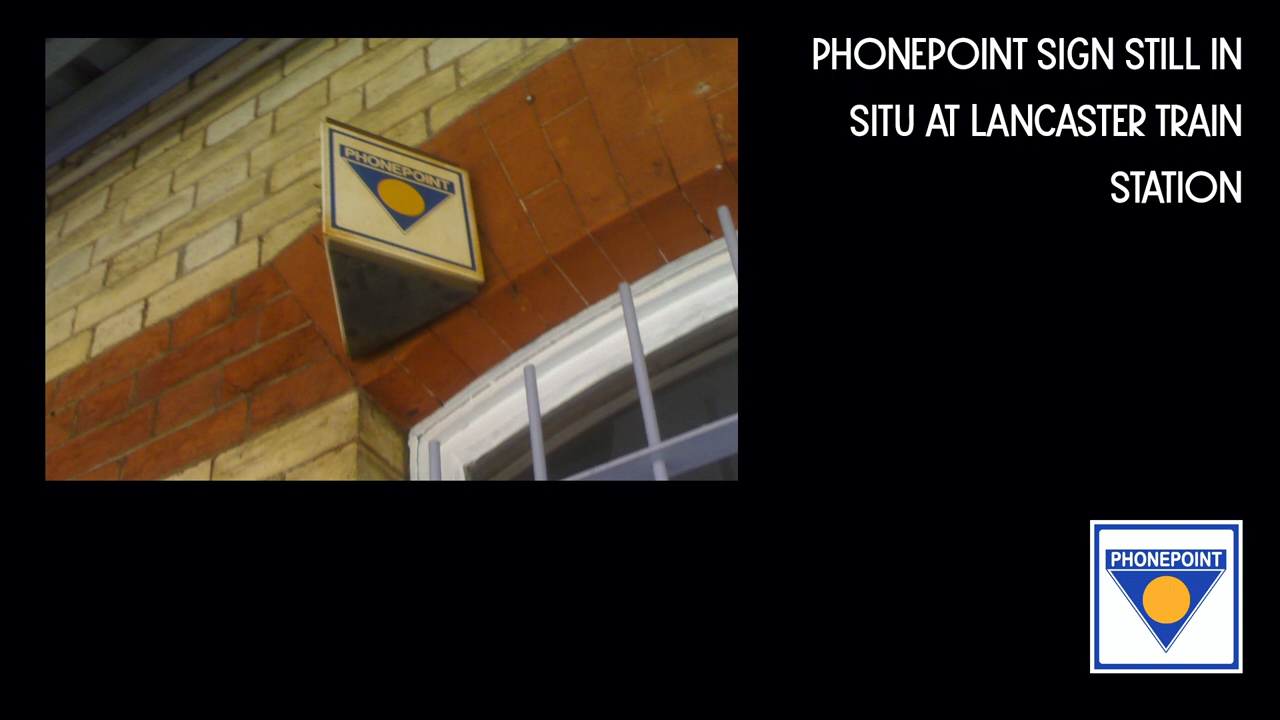 PHONEPOINT SIGN STILL IN
SITU AT LANCASTER TRAIN
STATION
PHONEPOINT
PHONEPOINT